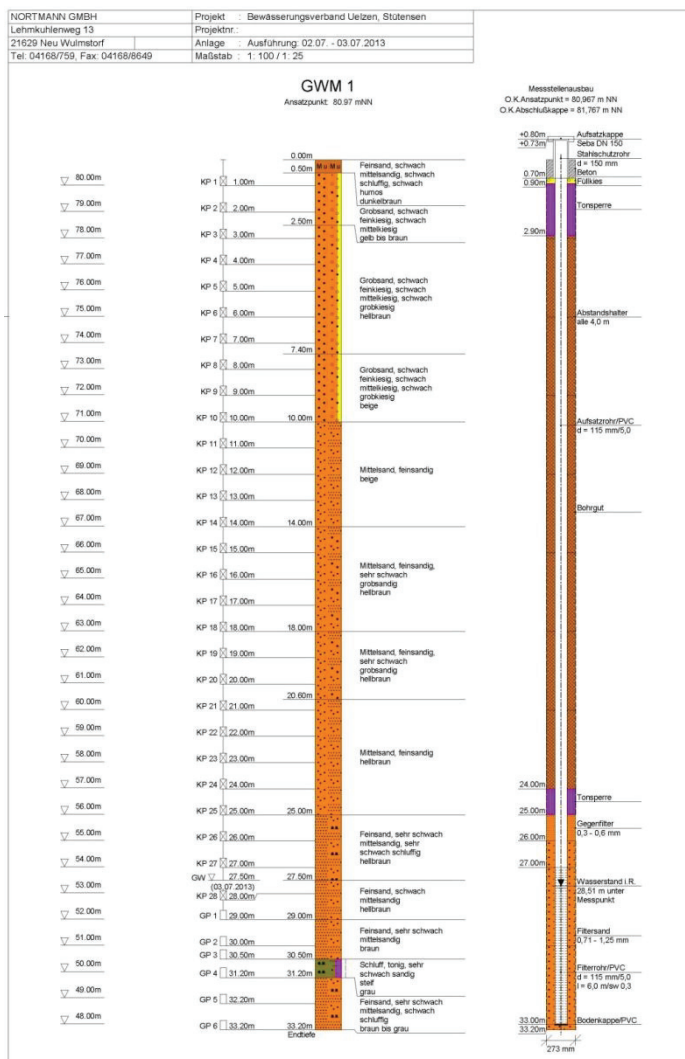 NORTMANN GMBH
Lehmkuhlenweg 13
21629 Neu Wulmstorf
Tel: 04168/759, Fax: 04168/8649
Projekt : Bewässerungsverband Uelzen, Stütensen
Projektnr.:
Anlage : Ausführung: 02.07. - 03.07.2013
Maßstab : 1: 100 / 1: 25
GWM 1
Ansatzpunkt: 80.97 mNN
Messstellenausbau
O.K.Ansatzpunkt = 80,967 m NN
O.K.Abschlußkappe = 81,767 m NN
80.00m
79.00m
78.00m
77.00m
76.00m
75.00m
74.00m
73.00m
72.00m
71.00m
70.00m
69.00m
68.00m
67.00m
66.00m
65.00m
64.00m
63.00m
62.00m
61.00m
60.00m
59.00m
58.00m
57.00m
56.00m
55.00m
54.00m
53.00m
52.00m
51.00m
50.00m
49.00m
48.00m
KP 1 1.00m
KP 2 2.00m
KP 3 3.00m
KP 4 4.00m
KP 5 5.00m
KP 6 6.00m
KP 7 7.00m
KP 8 8.00m
KP 9 9.00m
KP 10 10.00m
KP 11 11.00m
KP 12 12.00m
KP 13 13.00m
KP 14 14.00m
KP 15 15.00m
KP 16 16.00m
KP 17 17.00m
KP 18 18.00m
KP 19 19.00m
KP 20 20.00m
KP 21 21.00m
KP 22 22.00m
KP 23 23.00m
KP 24 24.00m
KP 25 25.00m
KP 26 26.00m
KP 27 27.00m
GW 27.50m
(03.07.2013)
KP 28 28.00m
GP 1 29.00m
GP 2 30.00m
GP 3 30.50m
GP 4 31.20m
GP 5 32.20m
GP 6 33.20m
0.00m
0.50m
2.50m
7.40m
10.00m
14.00m
18.00m
20.60m
25.00m
27.50m
29.00m
30.50m
31.20m
33.20m
Endtiefe
Mu Mu
Feinsand, schwach
mittelsandig, schwach
schluffig, schwach
humos
dunkelbraun
Grobsand, schwach
feinkiesig, schwach
mittelkiesig
gelb bis braun
Grobsand, schwach
feinkiesig, schwach
mittelkiesig, schwach
grobkiesig
hellbraun
Grobsand, schwach
feinkiesig, schwach
mittelkiesig, schwach
grobkiesig
beige
Mittelsand, feinsandig
beige
Mittelsand, feinsandig,
sehr schwach
grobsandig
hellbraun
Mittelsand, feinsandig,
sehr schwach
grobsandig
hellbraun
Mittelsand, feinsandig
hellbraun
Feinsand, sehr schwach
mittelsandig, sehr
schwach schluffig
hellbraun
Feinsand, schwach
mittelsandig
hellbraun
Feinsand, sehr schwach
mittelsandig
braun
Schluff, tonig, sehr
schwach sandig
steif
grau
Feinsand, sehr schwach
mittelsandig, schwach
schluffig
braun bis grau
+0.80m
+0.73m
0.70m
0.90m
2.90m
24.00m
25.00m
26.00m
27.00m
33.00m
33.20m
Aufsatzkappe
Seba DN 150
Stahlschutzrohr
d = 150 mm
Beton
Füllkies
Tonsperre
Abstandshalter
alle 4,0 m
Aufsatzrohr/PVC
d = 115 mm/5,0
Bohrgut
Tonsperre
Gegenfilter
0,3 - 0,6 mm
Wasserstand i.R.
28,51 m unter
Messpunkt
Filtersand
0,71 - 1,25 mm
Filterrohr/PVC
d = 115 mm/5,0
l = 6,0 m/sw 0,3
Bodenkappe/PVC
273 mm